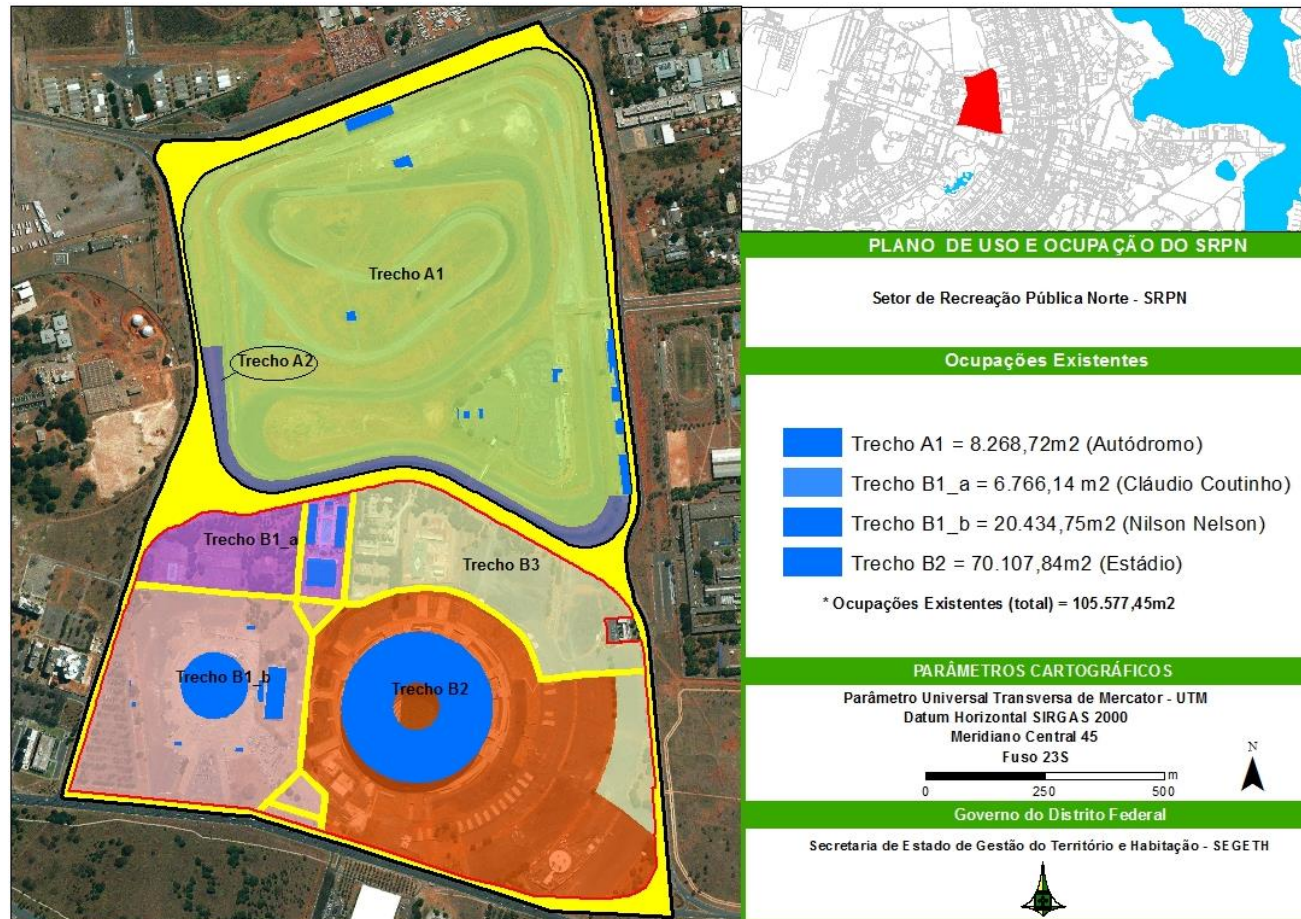 Trecho A1
Trecho A2
Trecho B1_a
Trecho B3
Trecho B1_b
Trecho B2
PLANO DE USO E OCUPAÇÃO DO SRPN
Setor de Recreação Pública Norte - SRPN
Ocupações Existentes
Trecho A1 = 8.268,72m2 (Autódromo)
Trecho B1_a = 6.766,14 m2 (Cláudio Coutinho)
Trecho B1_b = 20.434,75m2 (Nilson Nelson)
Trecho B2 = 70.107,84m2 (Estádio)
* Ocupações Existentes (total) = 105.577,45m2
PARÂMETROS CARTOGRÁFICOS
Parâmetro Universal Transversa de Mercator - UTM
Datum Horizontal SIRGAS 2000
Meridiano Central 45
Fuso 23S
N
m
0 250 500
Governo do Distrito Federal
Secretaria de Estado de Gestão do Território e Habitação - SEGETH